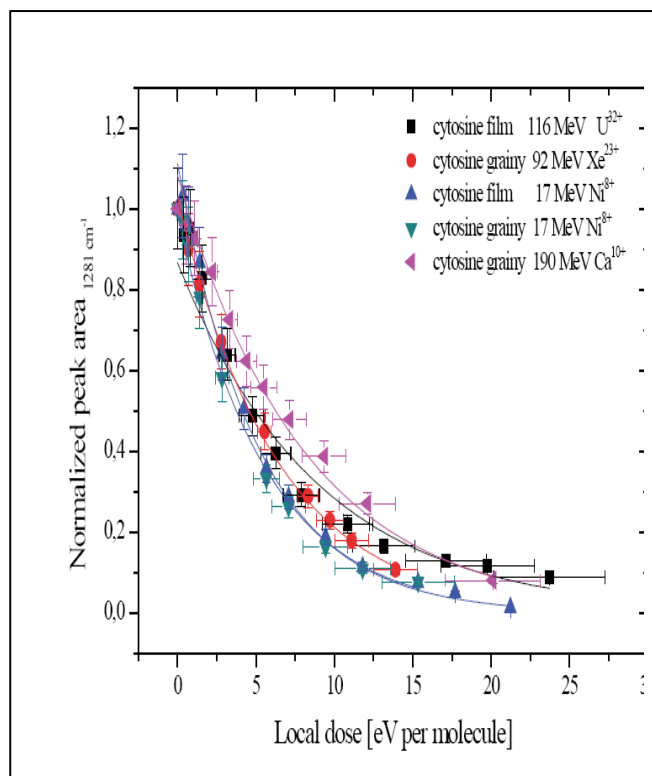 cytosine film 116 MeV U32+
cytosine grainy 92 MeV Xe23+
cytosine film 17 MeV Ni8+
cytosine grainy 17 MeV Ni8+
cytosine grainy 190 MeV Ca10+
Normalized peak area 1281 cm-1
1,2
1,0
0,8
0,6
0,4
0,2
0,0
0 5 10 15 20 25 3
Local dose [eV per molecule]